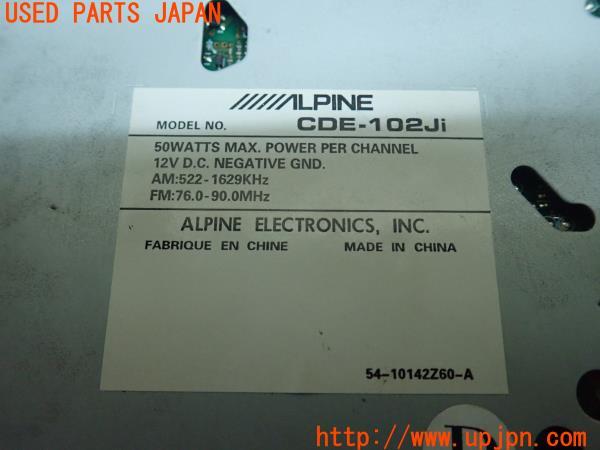 USED PARTS JAPAN
ALPINE
MODEL NO. CDE-102Ji
50WATTS MAX. POWER PER CHANNEL
12V D.C. NEGATIVE GND.
AM:522-1629KHz
FM:76.0-90.0MHz
ALPINE ELECTRONICS, INC.
FABRIQUE EN CHINE MADE IN CHINA
54-10142Z60-A
http://www.upjpn.com/